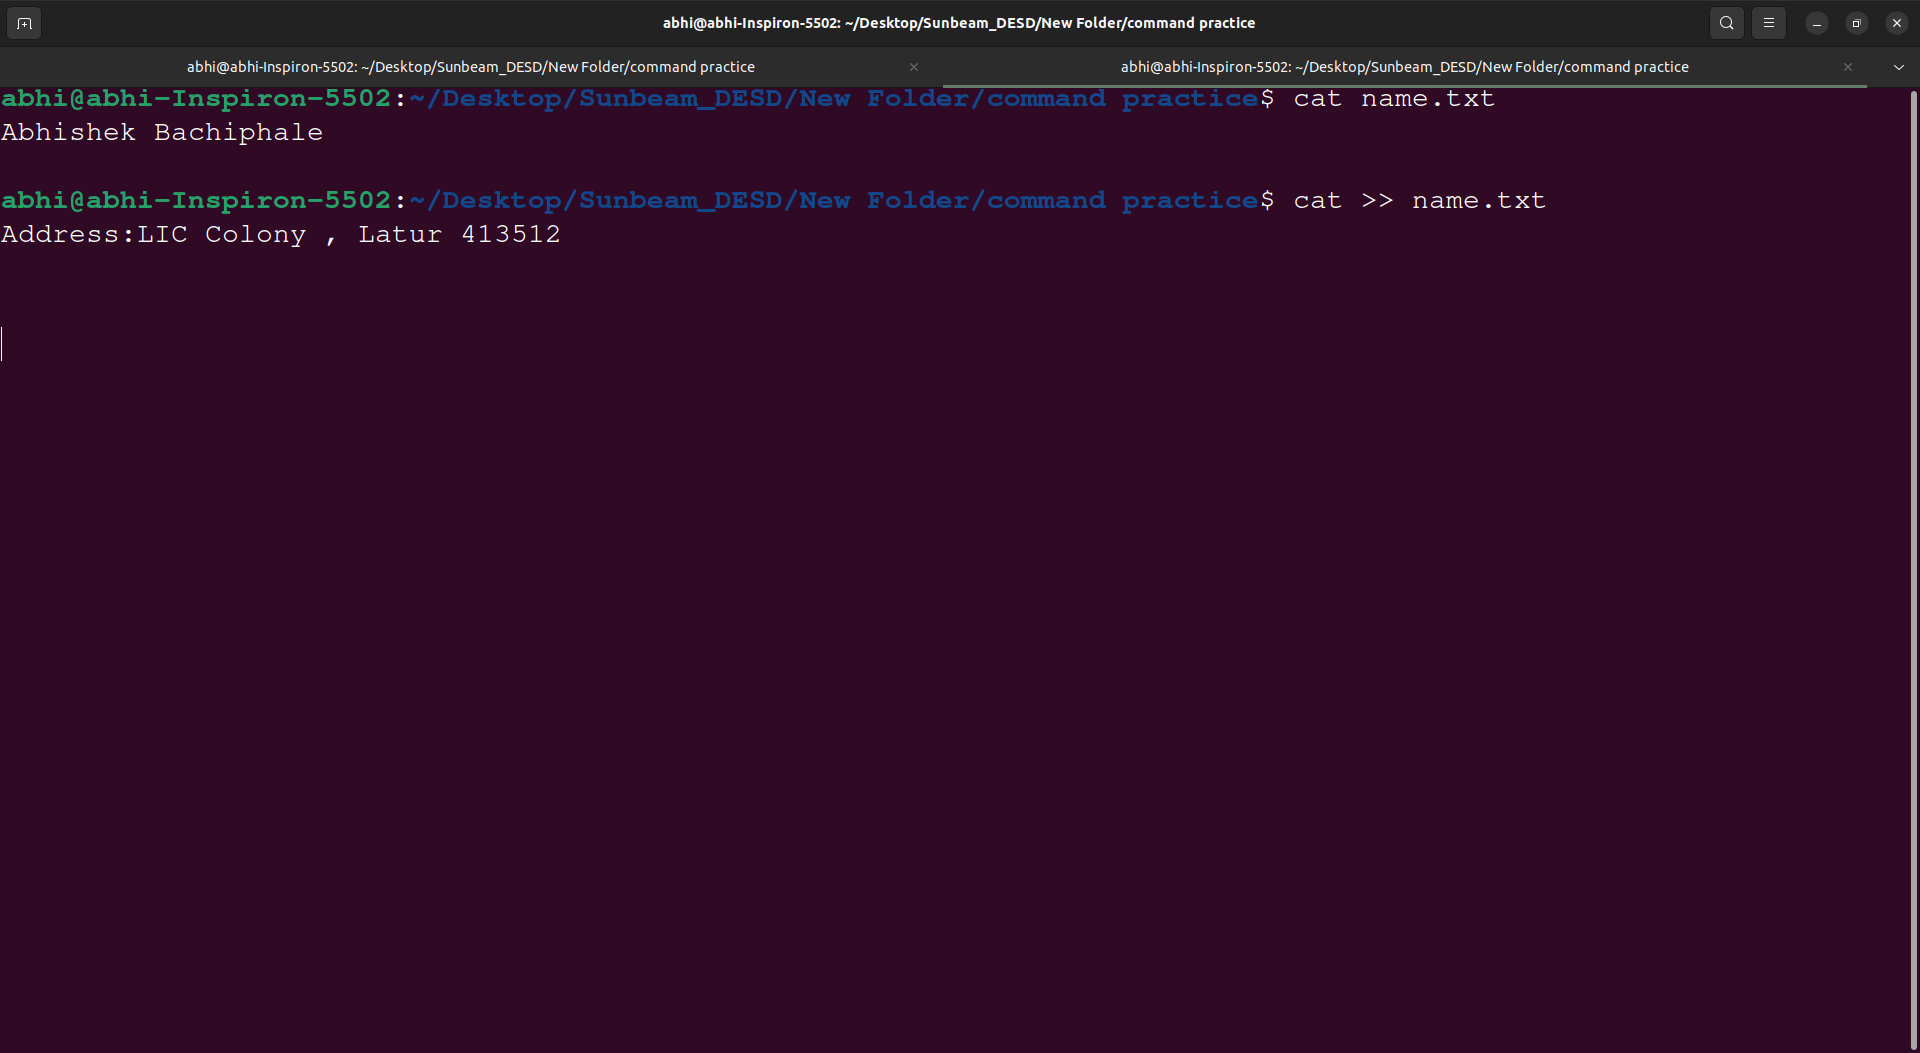 abhi@abhi-Inspiron-5502: ~/Desktop/Sunbeam_DESD/New Folder/command practice
abhi@abhi-Inspiron-5502: ~/Desktop/Sunbeam_DESD/New Folder/command practice
abhi@abhi-Inspiron-5502: ~/Desktop/Sunbeam_DESD/New Folder/command practice
abhi@abhi-Inspiron-5502:~/Desktop/Sunbeam_DESD/New Folder/command practice$ cat name.txt
Abhishek Bachiphale
abhi@abhi-Inspiron-5502:~/Desktop/Sunbeam_DESD/New Folder/command practice$ cat >> name.txt
Address:LIC Colony , Latur 413512